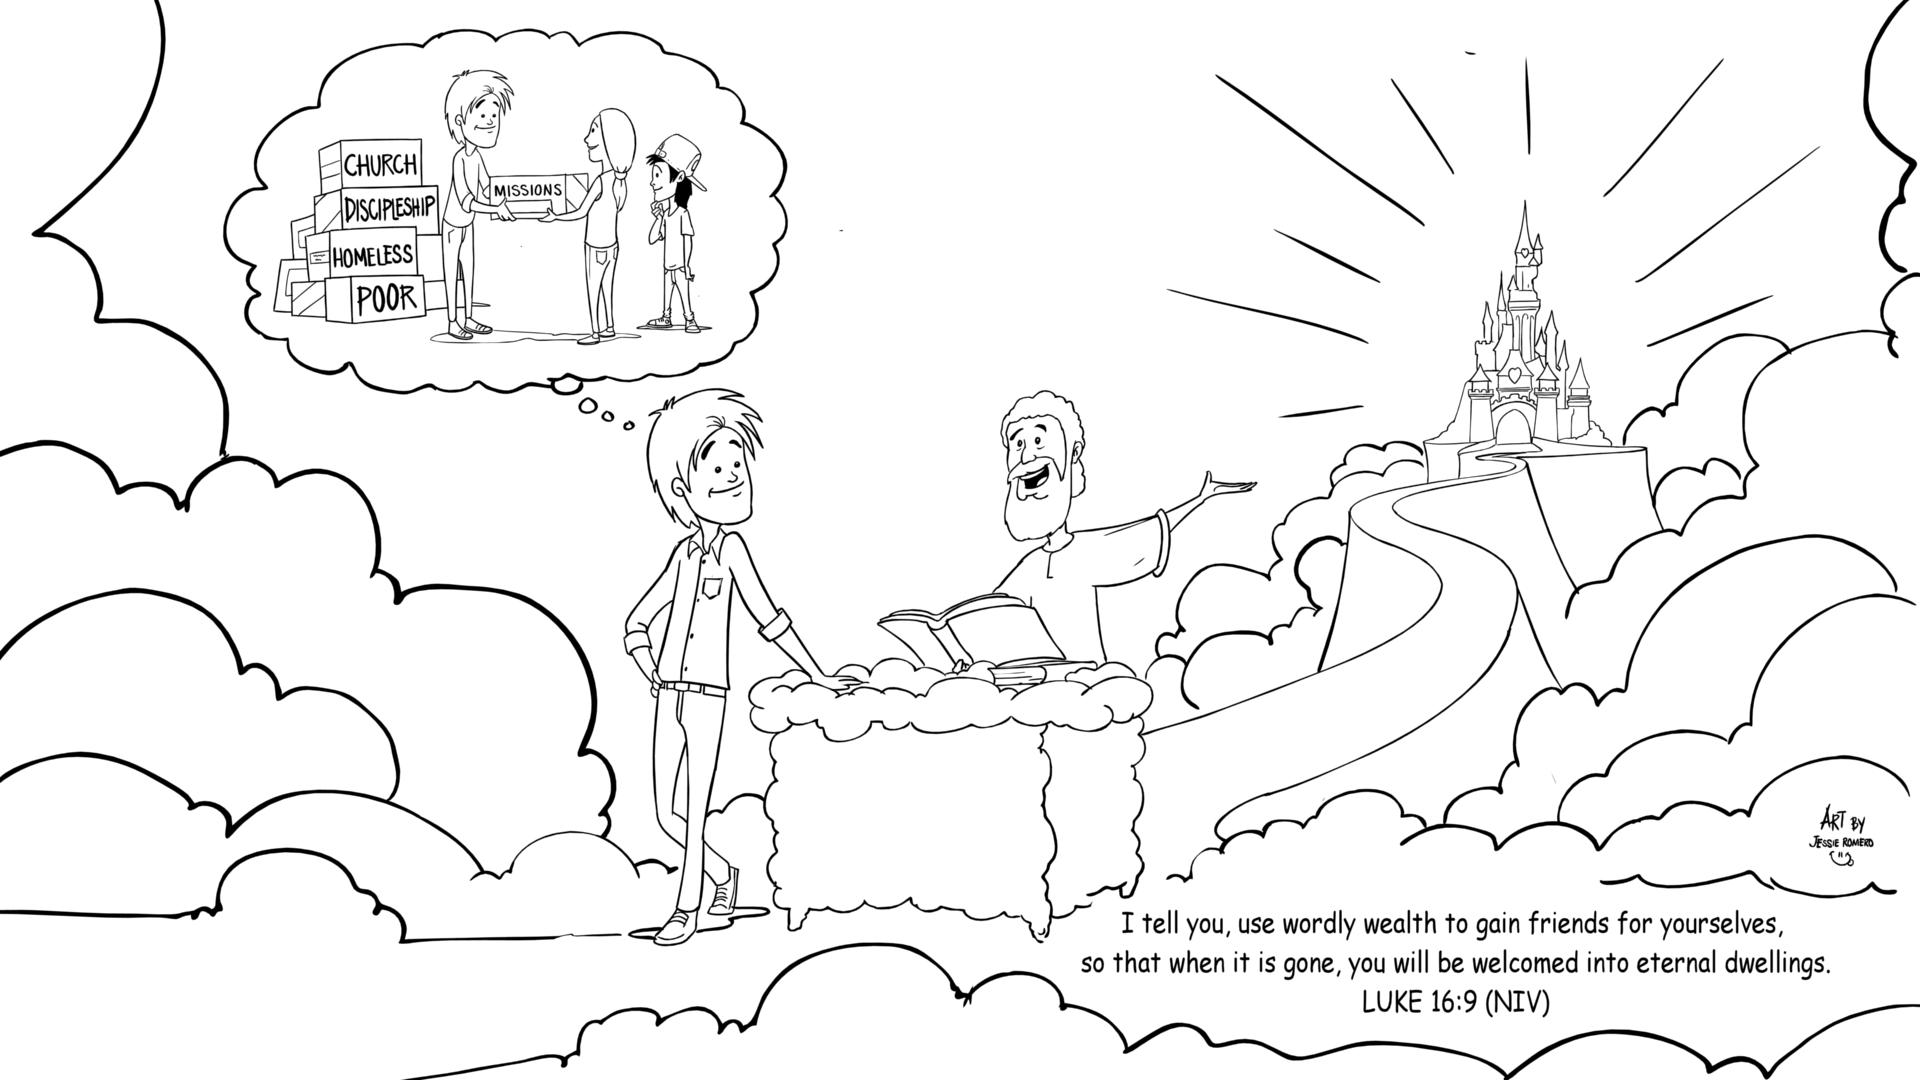 CHURCH
DISCIPLESHIP
HOMELESS
POOR
MISSIONS
ART BY
JESSIE ROMERO
I tell you, use wordly wealth to gain friends for yourselves,
so that when it is gone, you will be welcomed into eternal dwellings.
LUKE 16:9 (NIV)